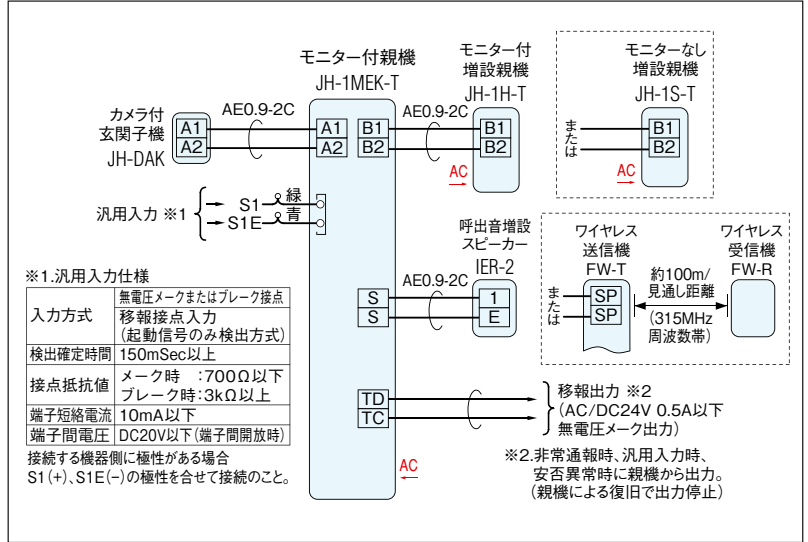 モニター付親機
JH-1MEK-T
モニター付
増設親機
JH-1H-T
モニターなし
増設親機
JH-1S-T
カメラ付
玄関子機
JH-DAK
AE0.9-2C
A1
A2
A1
A2
B1
B2
AE0.9-2C
B1
B2
AC
または
B1
B2
AC
汎用入力 ※1
S1
S1E
緑
青
呼出音増設
スピーカー
IER-2
AE0.9-2C
S
S
1
E
ワイヤレス
送信機
FW-T
または
SP
SP
約100m/
見通し距離
(315MHz
周波数帯)
ワイヤレス
受信機
FW-R
※1.汎用入力仕様
入力方式
無電圧メークまたはブレーク接点
移報接点入力
(起動信号のみ検出方式)
検出確定時間 150mSec以上
接点抵抗値
メーク時 :700Ω以下
ブレーク時:3kΩ以上
端子短絡電流 10mA以下
端子間電圧 DC20V以下(端子間開放時)
接続する機器側に極性がある場合
S1(+)、S1E(-)の極性を合せて接続のこと。
TD
TC
AC
移報出力 ※2
(AC/DC24V 0.5A以下
無電圧メーク出力)
※2.非常通報時、汎用入力時、
安否異常時に親機から出力。
(親機による復旧で出力停止)